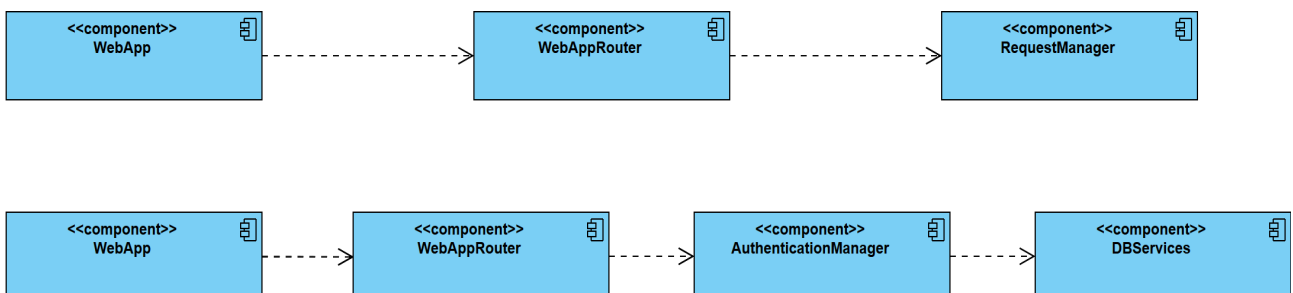 <<component>>
WebApp
<<component>>
WebAppRouter
<<component>>
RequestManager
<<component>>
WebApp
<<component>>
WebAppRouter
<<component>>
AuthenticationManager
<<component>>
DBServices